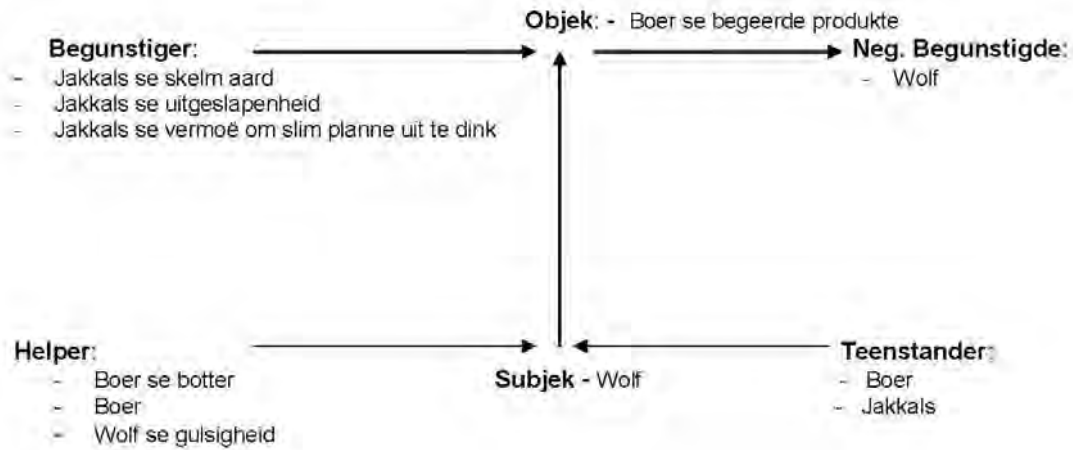 Objek: - Boer se begeerde produkte
Begunstiger:
- Jakkals se skelm aard
- Jakkals se uitgeslapenheid
- Jakkals se vermoë om slim planne uit te dink
Neg. Begunstigde:
- Wolf
Helper:
- Boer se botter
- Boer
- Wolf se gulsigheid
Subjek - Wolf
Teenstander:
- Boer
- Jakkals